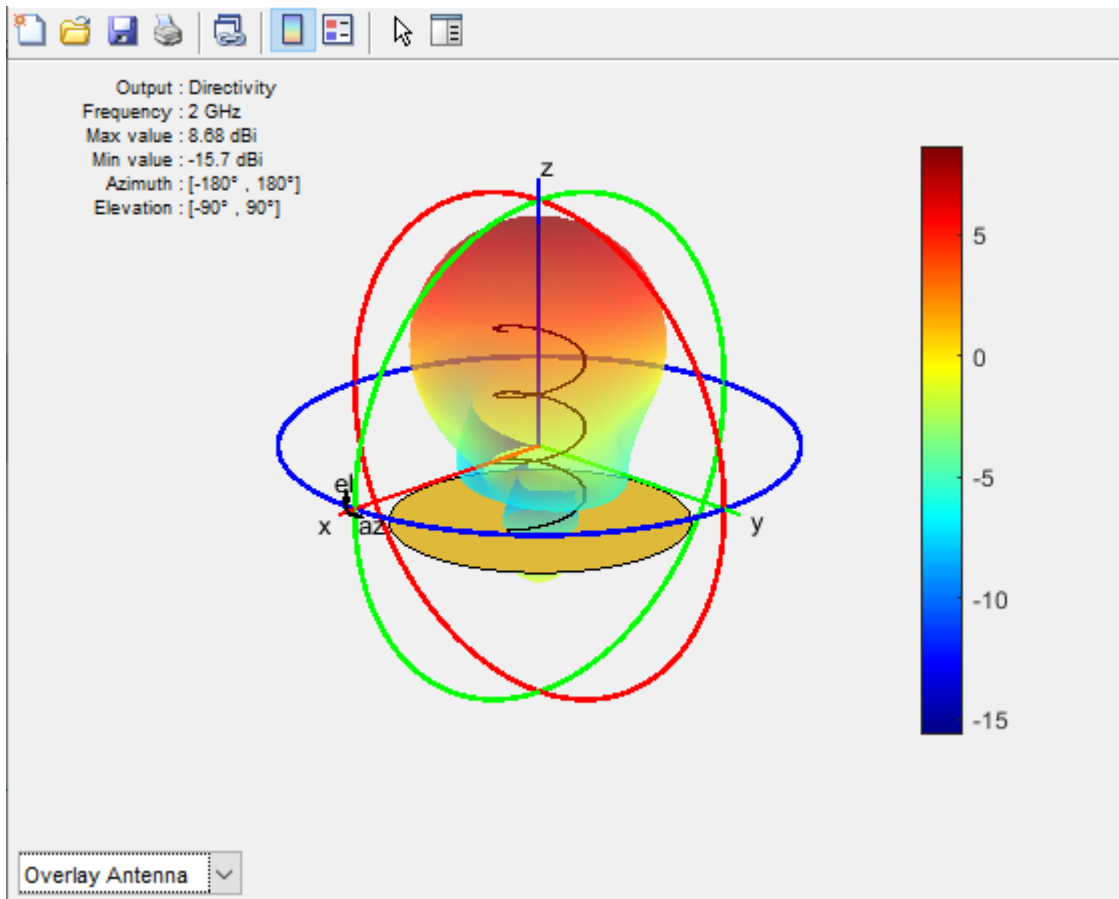 Output : Directivity
Frequency : 2 GHz
Max value : 8.68 dBi
Min value : -15.7 dBi
Azimuth : [-180° , 180°]
Elevation : [-90° , 90°]
z
el
x
az
y
5
0
-5
-10
-15
Overlay Antenna